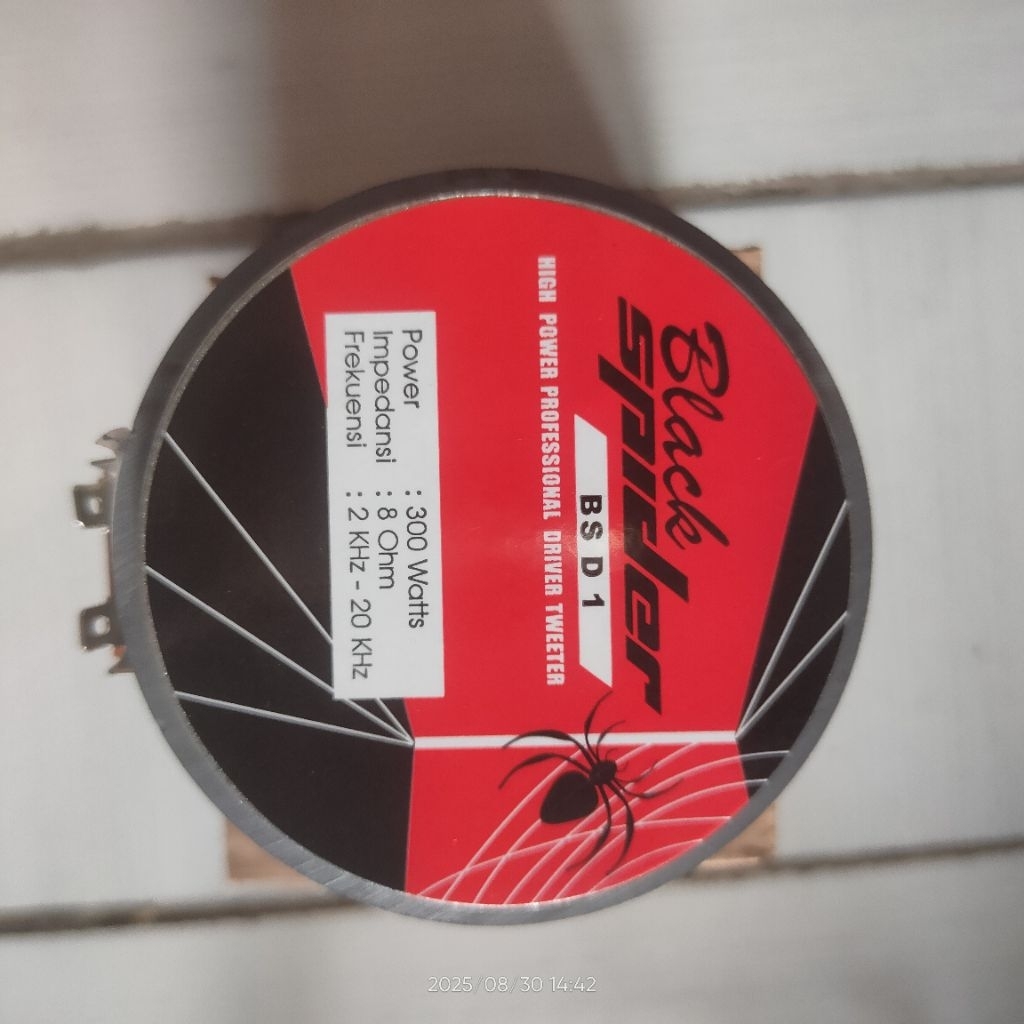 Black
spider
BS D 1
HIGH POWER PROFESSIONAL DRIVER TWEETER
Power : 300 Watts
Impedansi : 8 Ohm
Frekuensi : 2 KHz - 20 KHz
2025/08/30 14:42